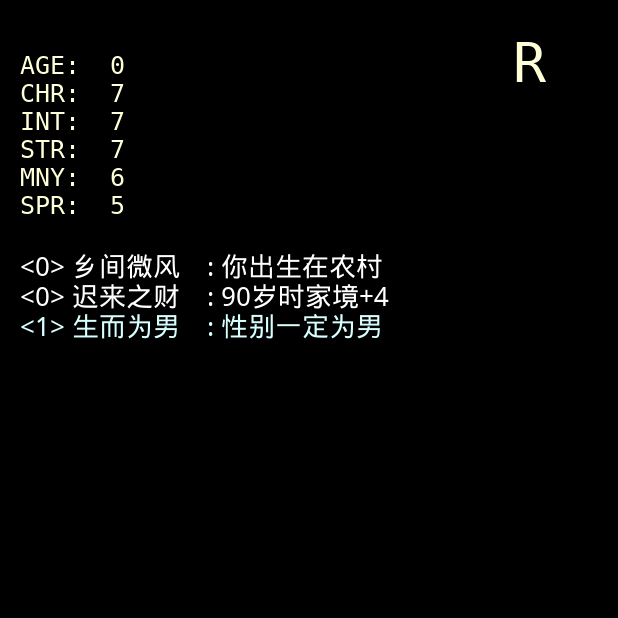 R
AGE: 0
CHR: 7
INT: 7
STR: 7
MNY: 6
SPR: 5
<0> 乡间微风 : 你出生在农村
<0> 迟来之财 : 90岁时家境+4
<1> 生而为男 : 性别一定为男